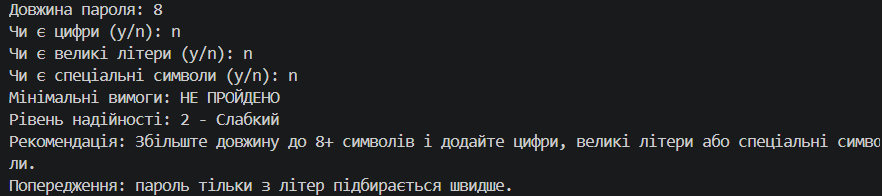 Довжина пароля: 8
Чи є цифри (y/n): n
Чи є великі літери (y/n): n
Чи є спеціальні символи (y/n): n
Мінімальні вимоги: НЕ ПРОЙДЕНО
Рівень надійності: 2 - Слабкий
Рекомендація: Збільште довжину до 8+ символів і додайте цифри, великі літери або спеціальні симво
ли.
Попередження: пароль тільки з літер підбирається швидше.